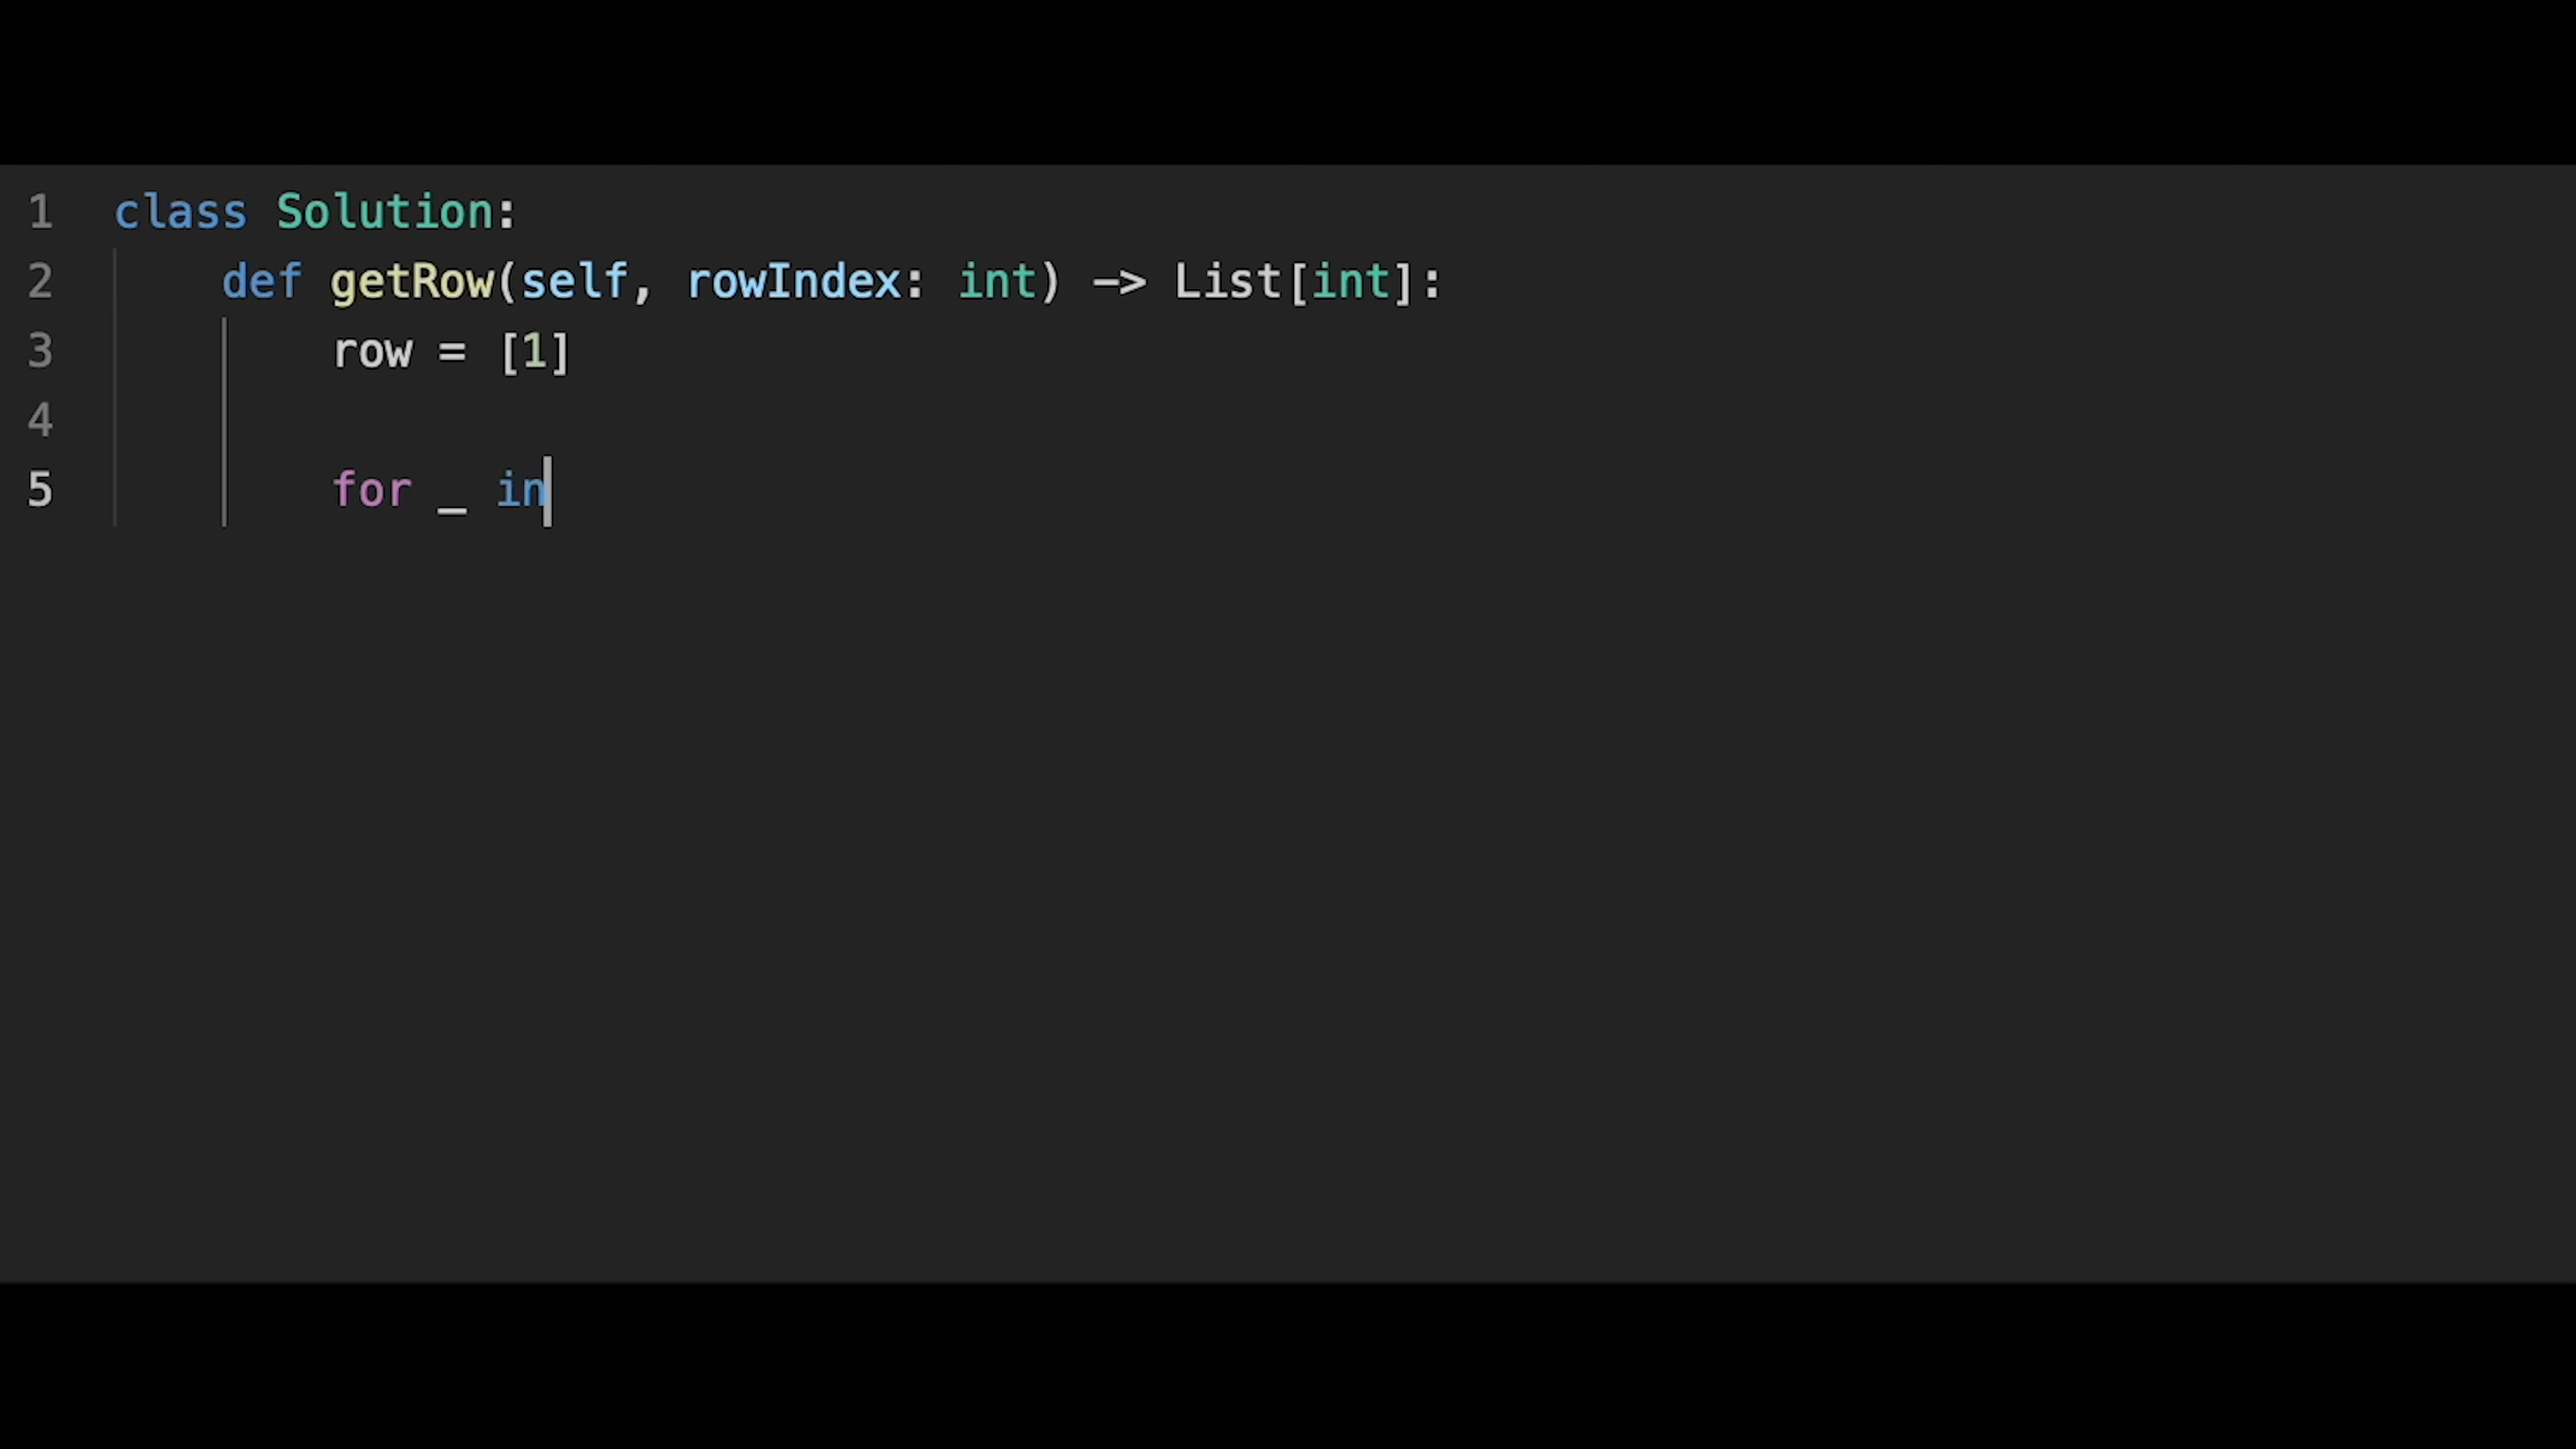 1 class Solution:
2 def getRow(self, rowIndex: int) -> List[int]:
3 row = [1]
4
5 for _ in